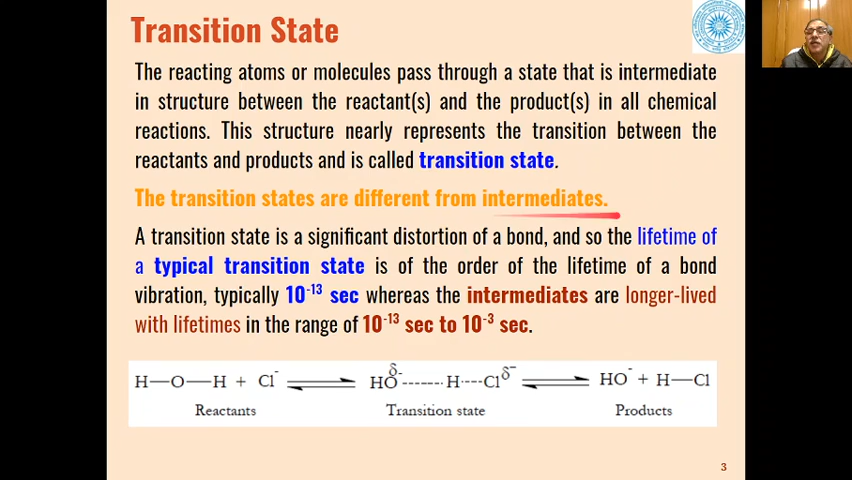 Transition State
The reacting atoms or molecules pass through a state that is intermediate
in structure between the reactant(s) and the product(s) in all chemical
reactions. This structure nearly represents the transition between the
reactants and products and is called transition state.
The transition states are different from intermediates.
A transition state is a significant distortion of a bond, and so the lifetime of
a typical transition state is of the order of the lifetime of a bond
vibration, typically 10⁻¹³ sec whereas the intermediates are longer-lived
with lifetimes in the range of 10⁻¹³ sec to 10⁻³ sec.
H—O—H + Cl⁻ ⇌ HO^δ- ------- H ---- Cl^δ− ⇌ HO⁻ + H—Cl
Reactants Transition state Products
3